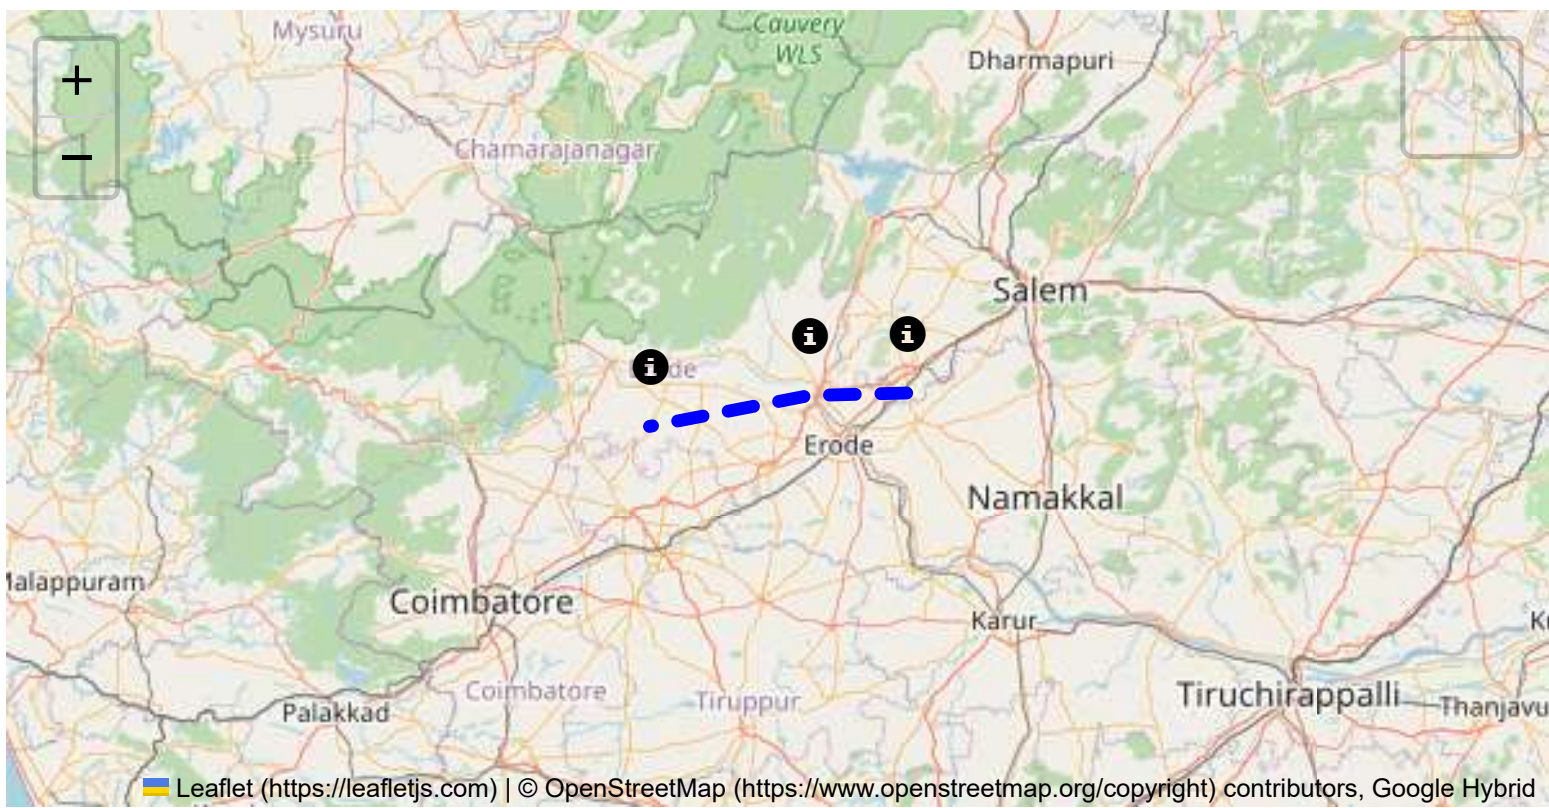 Mysuru
Cauvery
WLS
Dharmapuri
+
−
Chamarajanagar
Salem
i
i
i
de
Erode
Namakkal
Malappuram
Coimbatore
Karur
Coimbatore
Tiruppur
Tiruchirappalli
Palakkad
Thanjavu
Leaflet (https://leafletjs.com) | © OpenStreetMap (https://www.openstreetmap.org/copyright) contributors, Google Hybrid